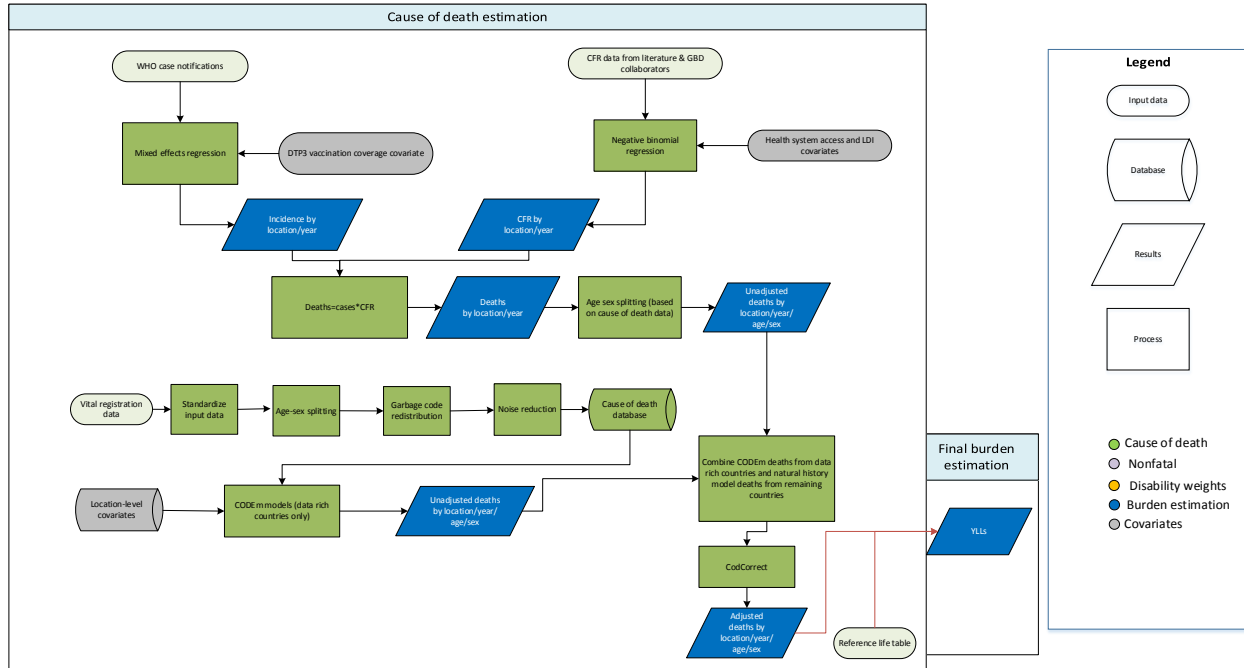 Cause of death estimation
WHO case notifications
CFR data from literature & GBD
collaborators
Mixed effects regression
DTP3 vaccination coverage covariate
Negative binomial
regression
Health system access and LDI
covariates
Incidence by
location/year
CFR by
location/year
Deaths=cases*CFR
Deaths
by location/year
Age sex splitting (based
on cause of death data)
Unadjusted
deaths by
location/year/
age/sex
Vital registration
data
Standardize
input data
Age-sex splitting
Garbage code
redistribution
Noise reduction
Cause of death
database
Location-level
covariates
CODEm models (data rich
countries only)
Unadjusted deaths
by location/year/
age/sex
Combine CODEm deaths from data
rich countries and natural history
model deaths from remaining
countries
CodCorrect
Adjusted
deaths by
location/year/
age/sex
Reference life table
Final burden
estimation
YLLs
Legend
Input data
Database
Results
Process
Cause of death
Nonfatal
Disability weights
Burden estimation
Covariates